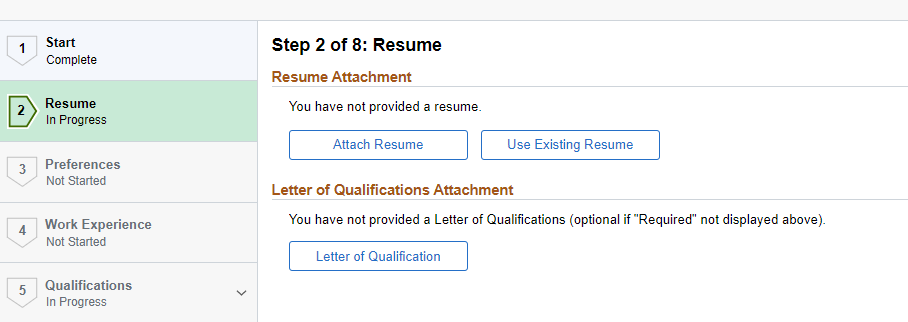 1
Start
Complete
2
Resume
In Progress
3
Preferences
Not Started
4
Work Experience
Not Started
5
Qualifications
In Progress
Step 2 of 8: Resume
Resume Attachment
You have not provided a resume.
Attach Resume
Use Existing Resume
Letter of Qualifications Attachment
You have not provided a Letter of Qualifications (optional if "Required" not displayed above).
Letter of Qualification